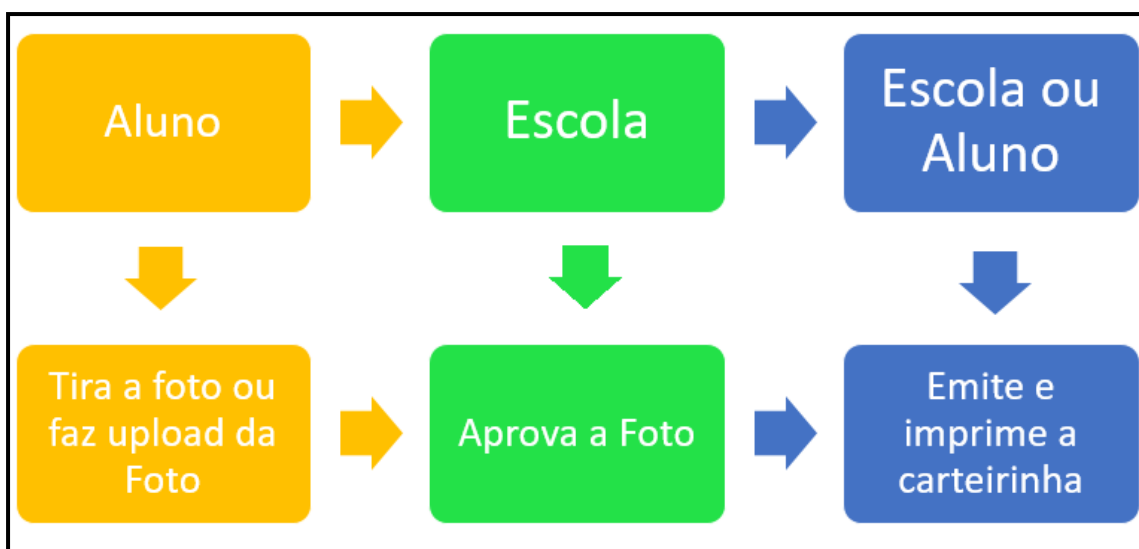 Aluno
Escola
Escola ou
Aluno
Tira a foto ou
faz upload da
Foto
Aprova a Foto
Emite e
imprime a
carteirinha